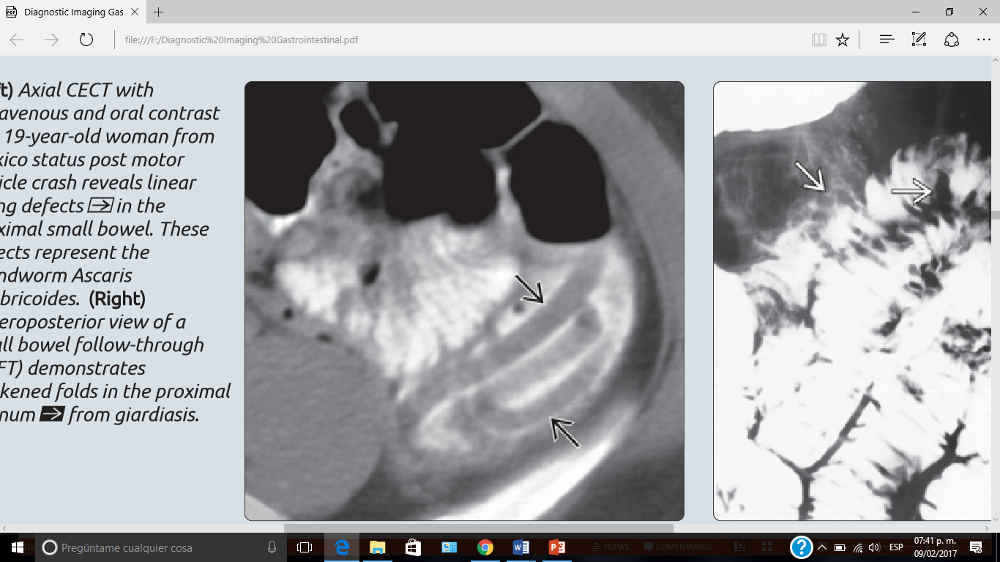 Diagnostic Imaging Gas
file:///F:/Diagnostic%20Imaging%20Gastrointestinal.pdf
ft) Axial CECT with
avenous and oral contrast
19-year-old woman from
xico status post motor
icle crash reveals linear
ng defects in the
ximal small bowel. These
ects represent the
ndworm Ascaris
bricoides. (Right)
eroposterior view of a
all bowel follow-through
FT) demonstrates
kened folds in the proximal
num from giardiasis.
Pregúntame cualquier cosa
NOTAS
COMENTARIOS
ESP
07:41 p. m.
09/02/2017